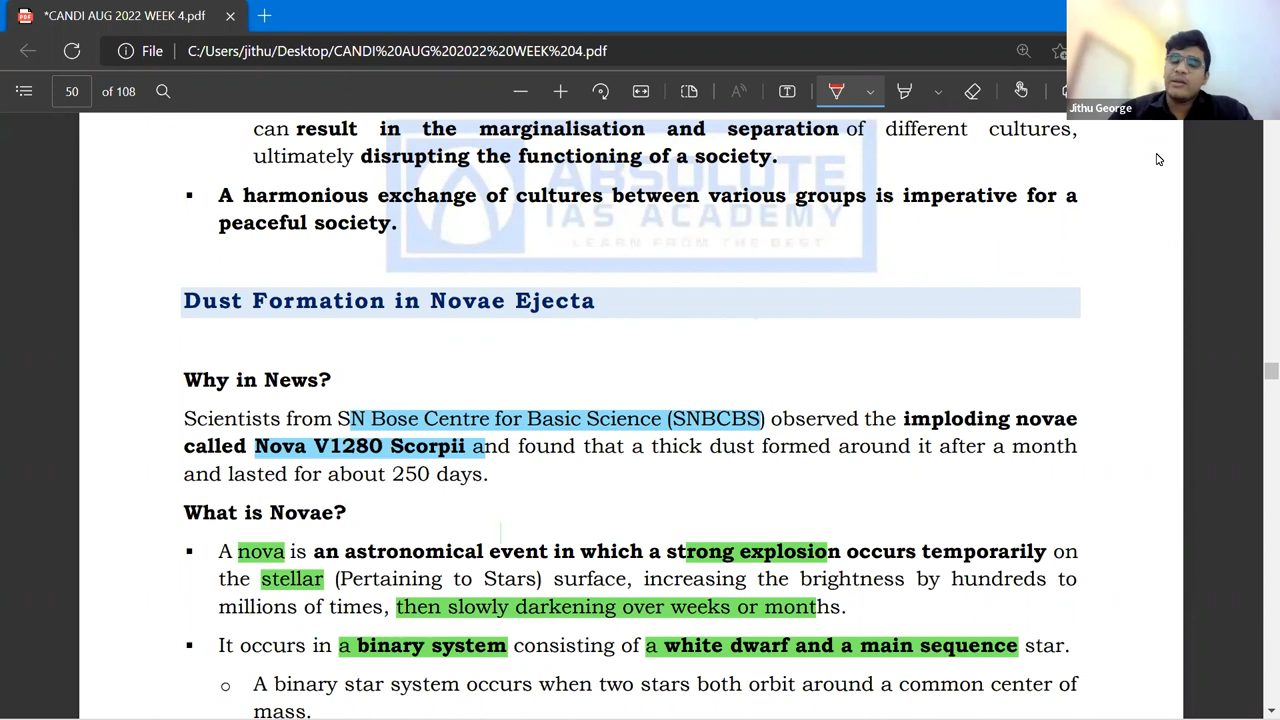 *CANDI AUG 2022 WEEK 4.pdf
File
C:/Users/jithu/Desktop/CANDI%20AUG%202022%20WEEK%204.pdf
50 of 108
Jithu George
can result in the marginalisation and separation of different cultures,
ultimately disrupting the functioning of a society.
▪ A harmonious exchange of cultures between various groups is imperative for a
peaceful society.
ABSOLUTE
IAS ACADEMY
LEARN FROM THE BEST
Dust Formation in Novae Ejecta
Why in News?
Scientists from SN Bose Centre for Basic Science (SNBCBS) observed the imploding novae
called Nova V1280 Scorpii and found that a thick dust formed around it after a month
and lasted for about 250 days.
What is Novae?
▪ A nova is an astronomical event in which a strong explosion occurs temporarily on
the stellar (Pertaining to Stars) surface, increasing the brightness by hundreds to
millions of times, then slowly darkening over weeks or months.
▪ It occurs in a binary system consisting of a white dwarf and a main sequence star.
o A binary star system occurs when two stars both orbit around a common center of
mass.